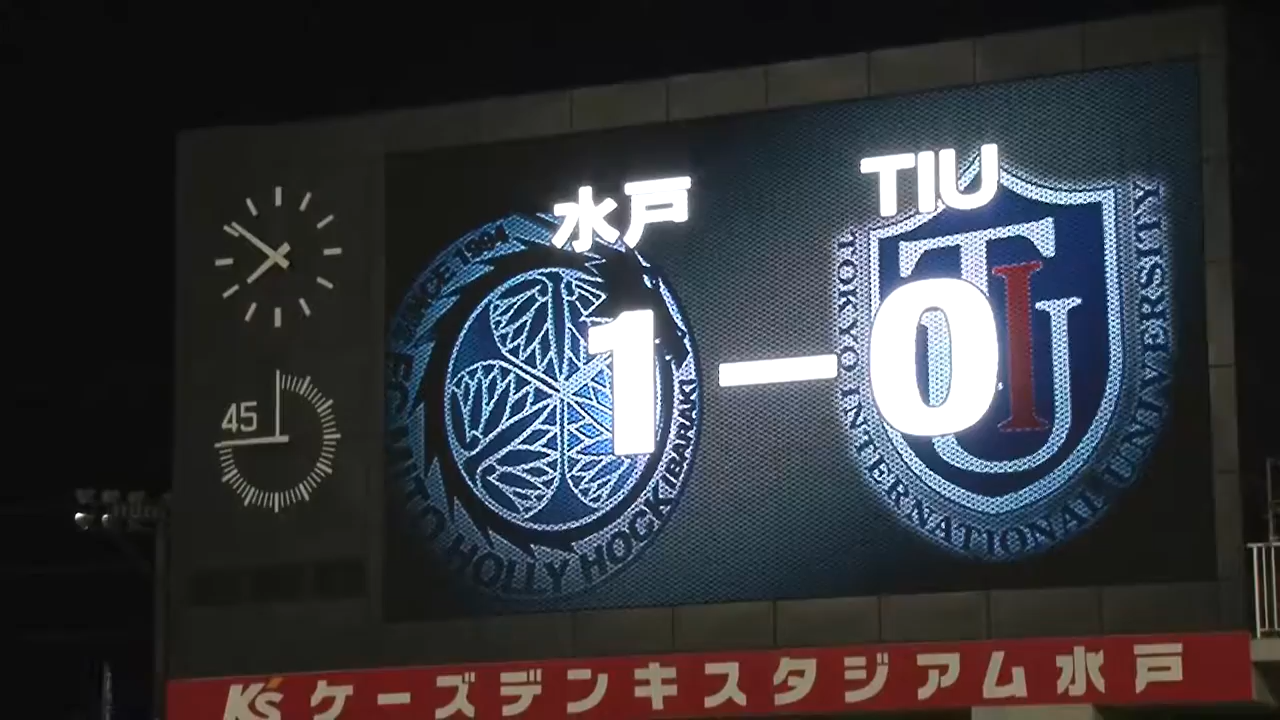 水戸
TIU
1 — 0
SINCE 1994
FC MITO HOLLY HOCK IBARAKI
TOKYO INTERNATIONAL UNIVERSITY
TIU
45
K's ケーズデンキスタジアム水戸